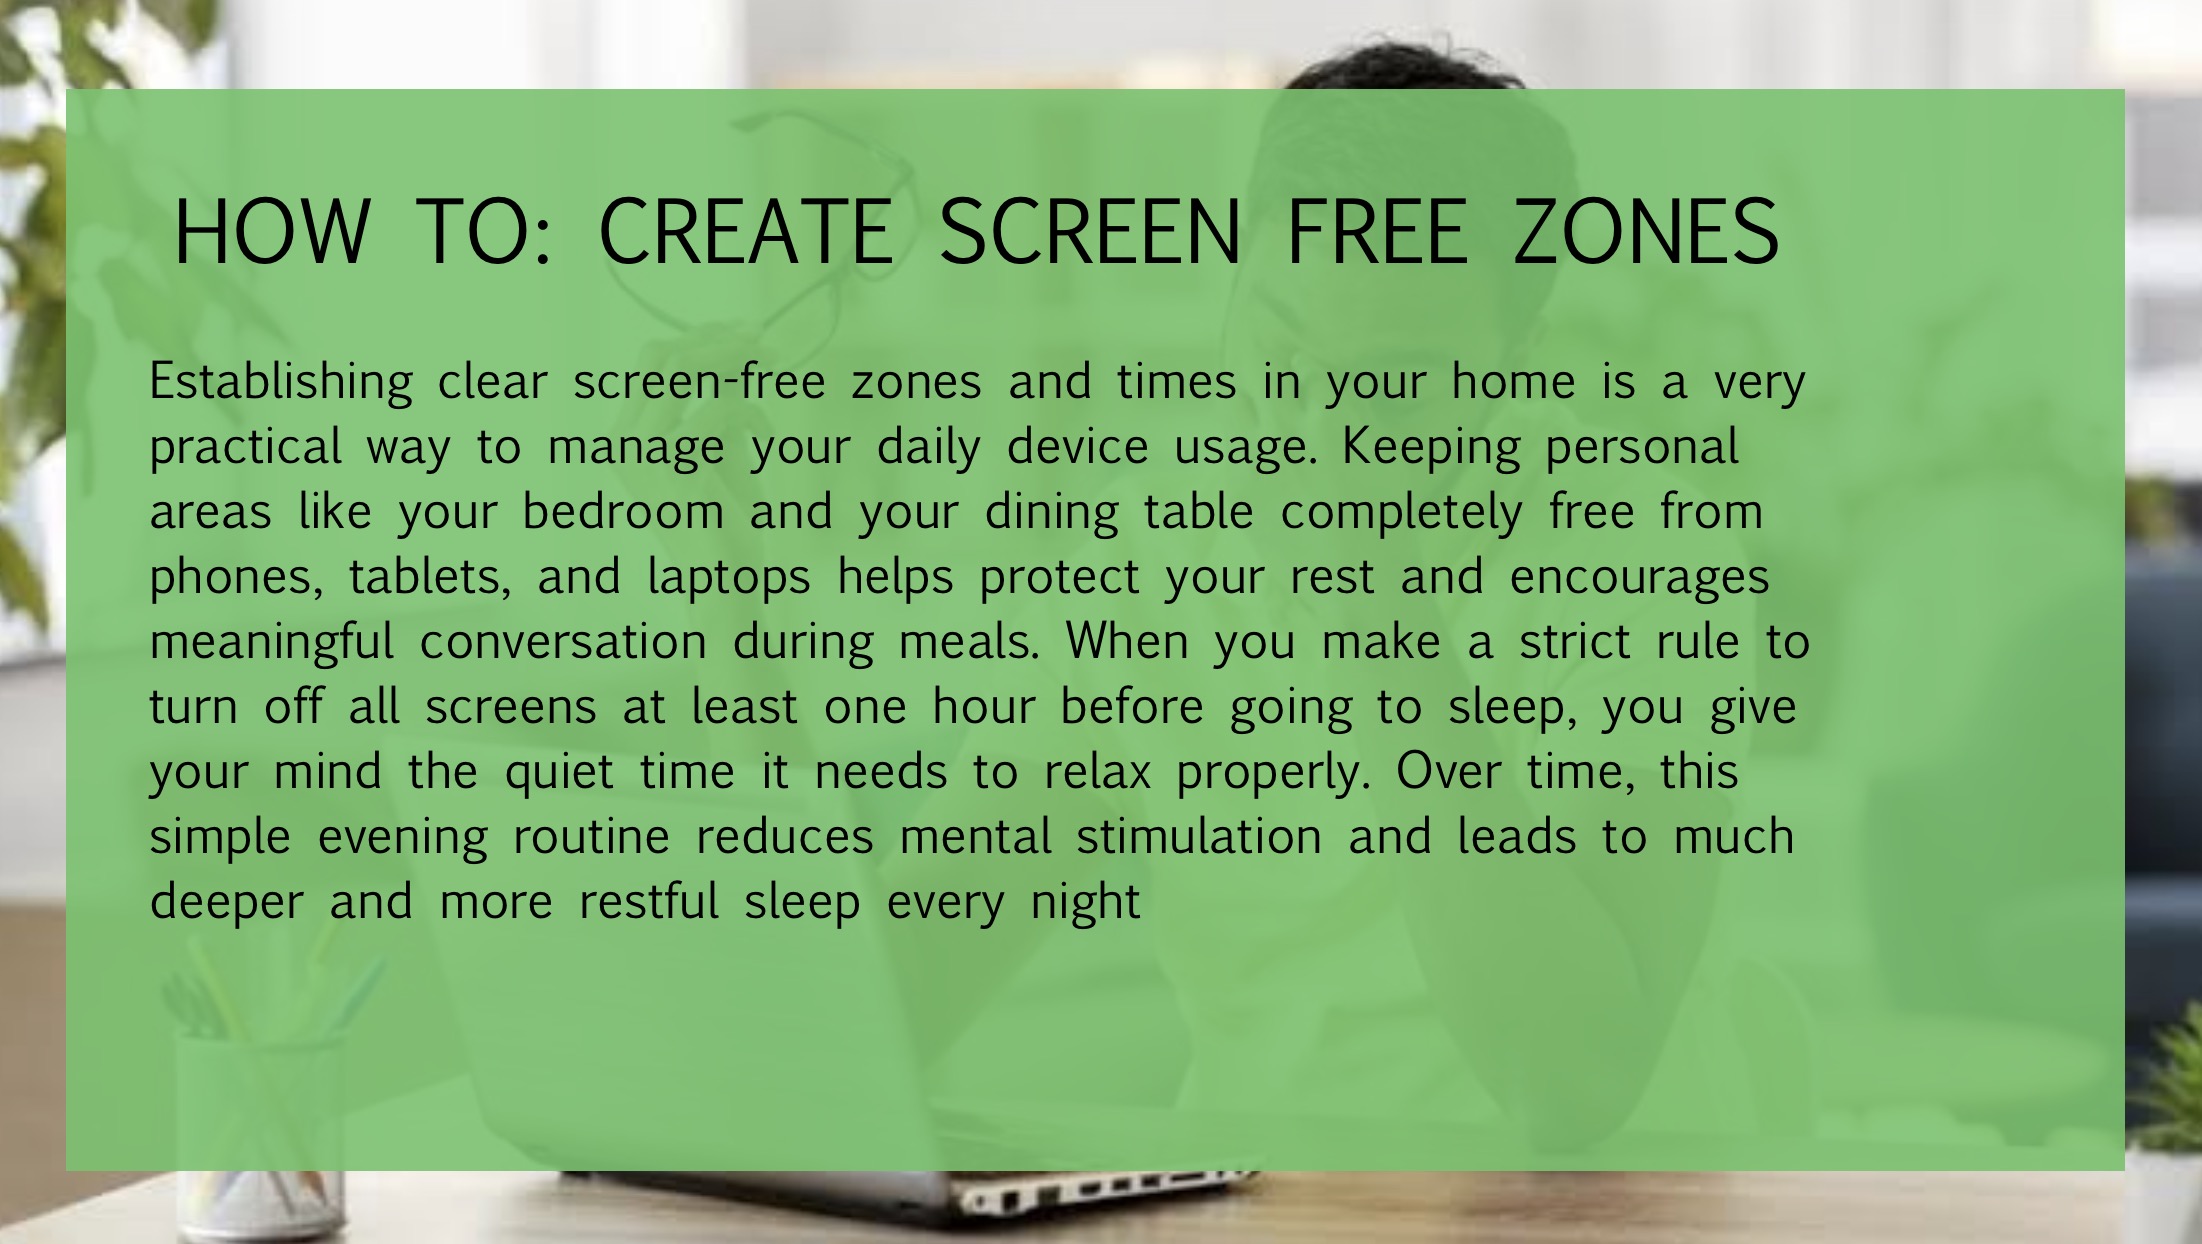 HOW TO: CREATE SCREEN FREE ZONES
Establishing clear screen-free zones and times in your home is a very
practical way to manage your daily device usage. Keeping personal
areas like your bedroom and your dining table completely free from
phones, tablets, and laptops helps protect your rest and encourages
meaningful conversation during meals. When you make a strict rule to
turn off all screens at least one hour before going to sleep, you give
your mind the quiet time it needs to relax properly. Over time, this
simple evening routine reduces mental stimulation and leads to much
deeper and more restful sleep every night